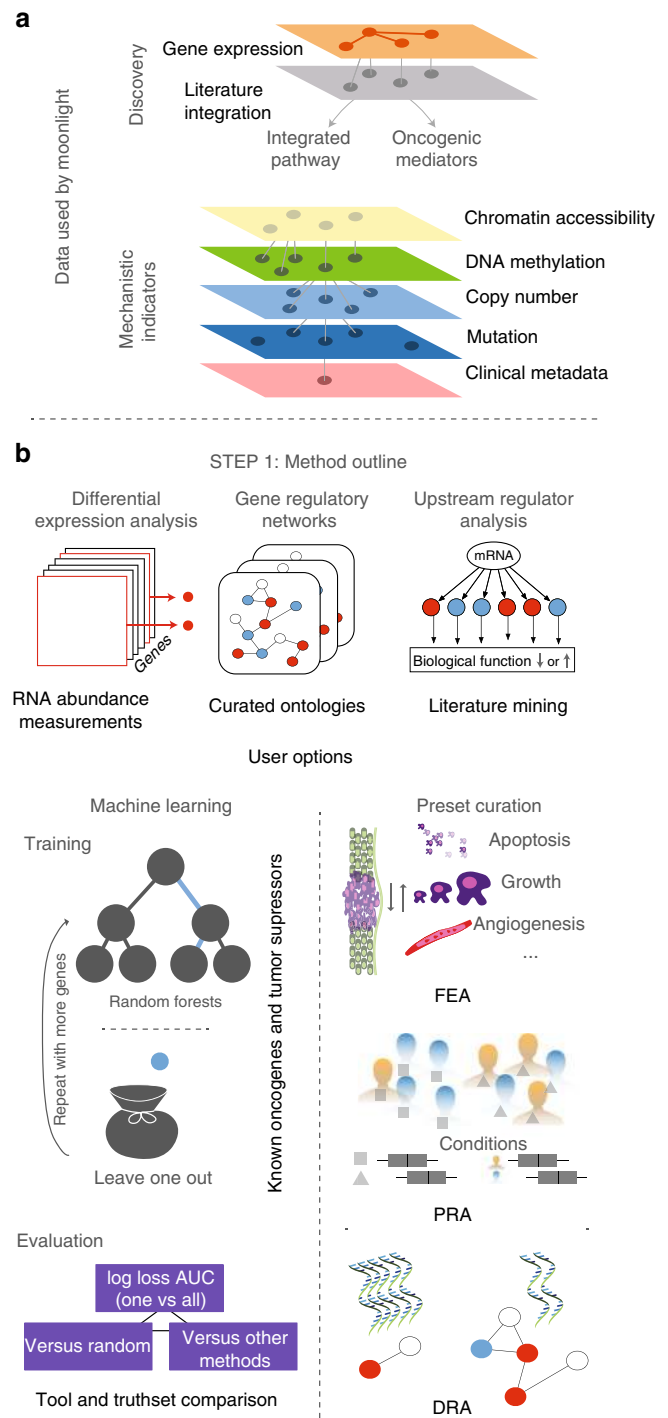 a
Data used by moonlight
Discovery
Gene expression
Literature
integration
Integrated
pathway
Oncogenic
mediators
Mechanistic
indicators
Chromatin accessibility
DNA methylation
Copy number
Mutation
Clinical metadata
b
STEP 1: Method outline
Differential
expression analysis
Genes
RNA abundance
measurements
Gene regulatory
networks
Curated ontologies
Upstream regulator
analysis
mRNA
Biological function ↓ or ↑
Literature mining
User options
Machine learning
Training
Repeat with more genes
Random forests
Leave one out
Known oncogenes and tumor supressors
Evaluation
log loss AUC
(one vs all)
Versus random
Versus other
methods
Tool and truthset comparison
Preset curation
Apoptosis
Growth
Angiogenesis
...
FEA
Conditions
PRA
DRA